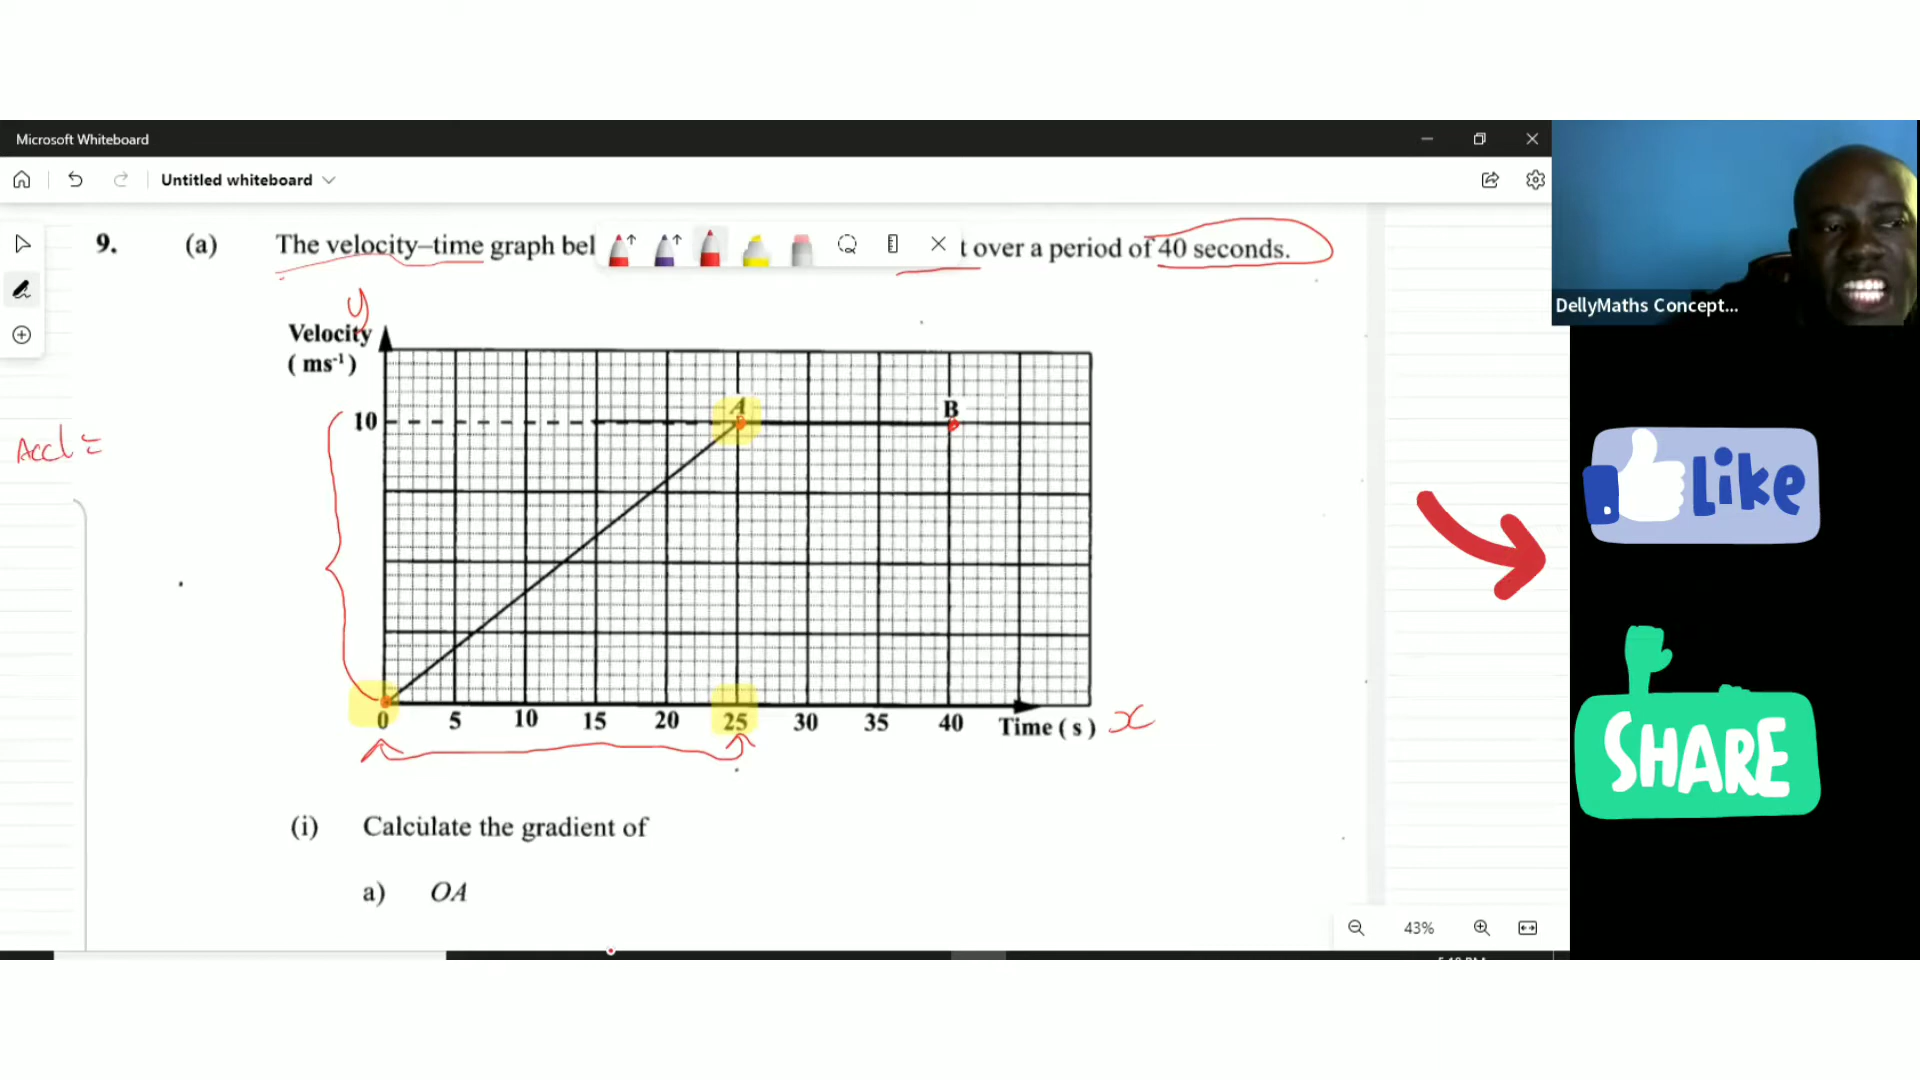 Microsoft Whiteboard
Untitled whiteboard
9. (a) The velocity–time graph bel t over a period of 40 seconds.
y
Velocity
( ms⁻¹ )
A
B
10
Accl =
0 5 10 15 20 25 30 35 40 Time ( s ) x
(i) Calculate the gradient of
a) OA
43%
DellyMaths Concept...
Like
SHARE